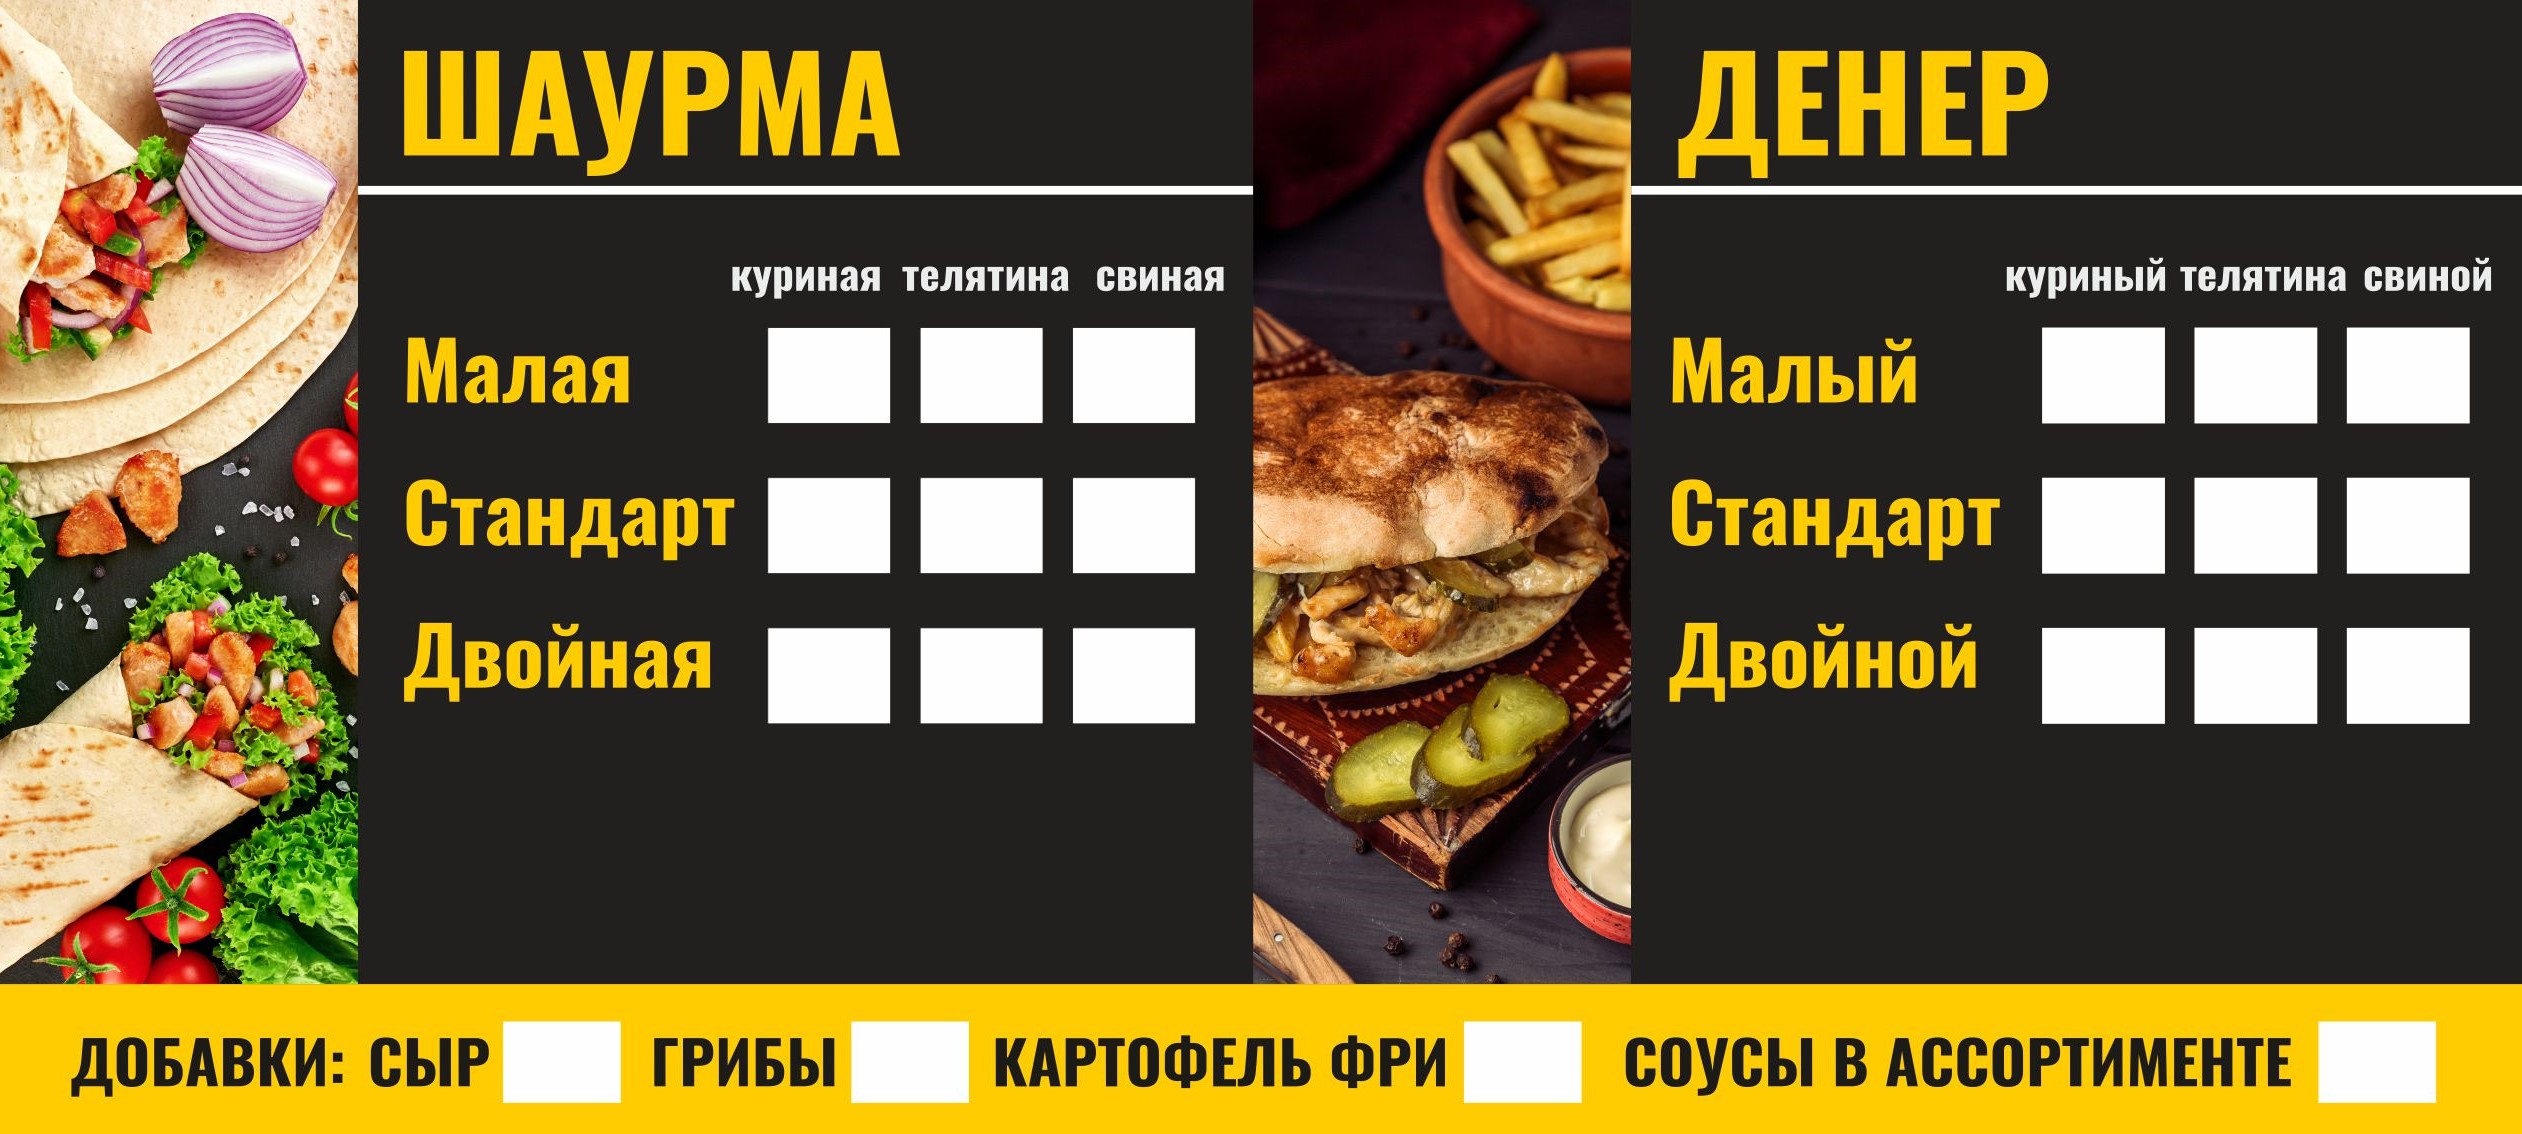 ШАУРМА
куриная телятина свиная
Малая
Стандарт
Двойная
ДЕНЕР
куриный телятина свиной
Малый
Стандарт
Двойной
ДОБАВКИ: СЫР ГРИБЫ КАРТОФЕЛЬ ФРИ СОУСЫ В АССОРТИМЕНТЕ